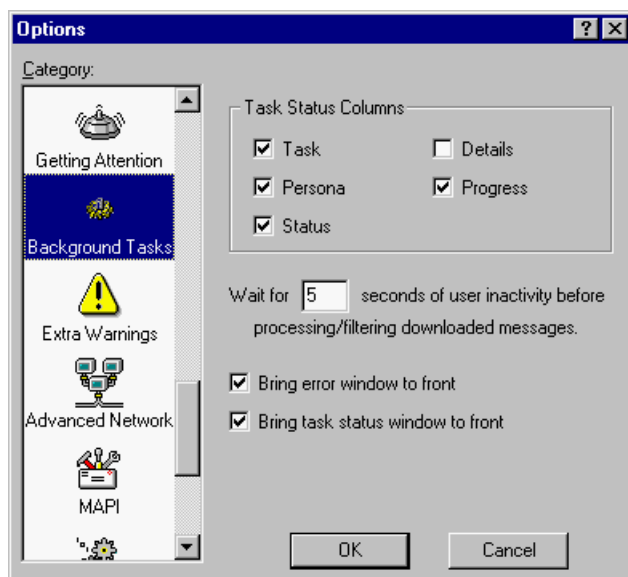 Options
Category:
Getting Attention
Background Tasks
Extra Warnings
Advanced Network
MAPI
Task Status Columns
Task
Details
Persona
Progress
Status
Wait for 5 seconds of user inactivity before
processing/filtering downloaded messages.
Bring error window to front
Bring task status window to front
OK
Cancel